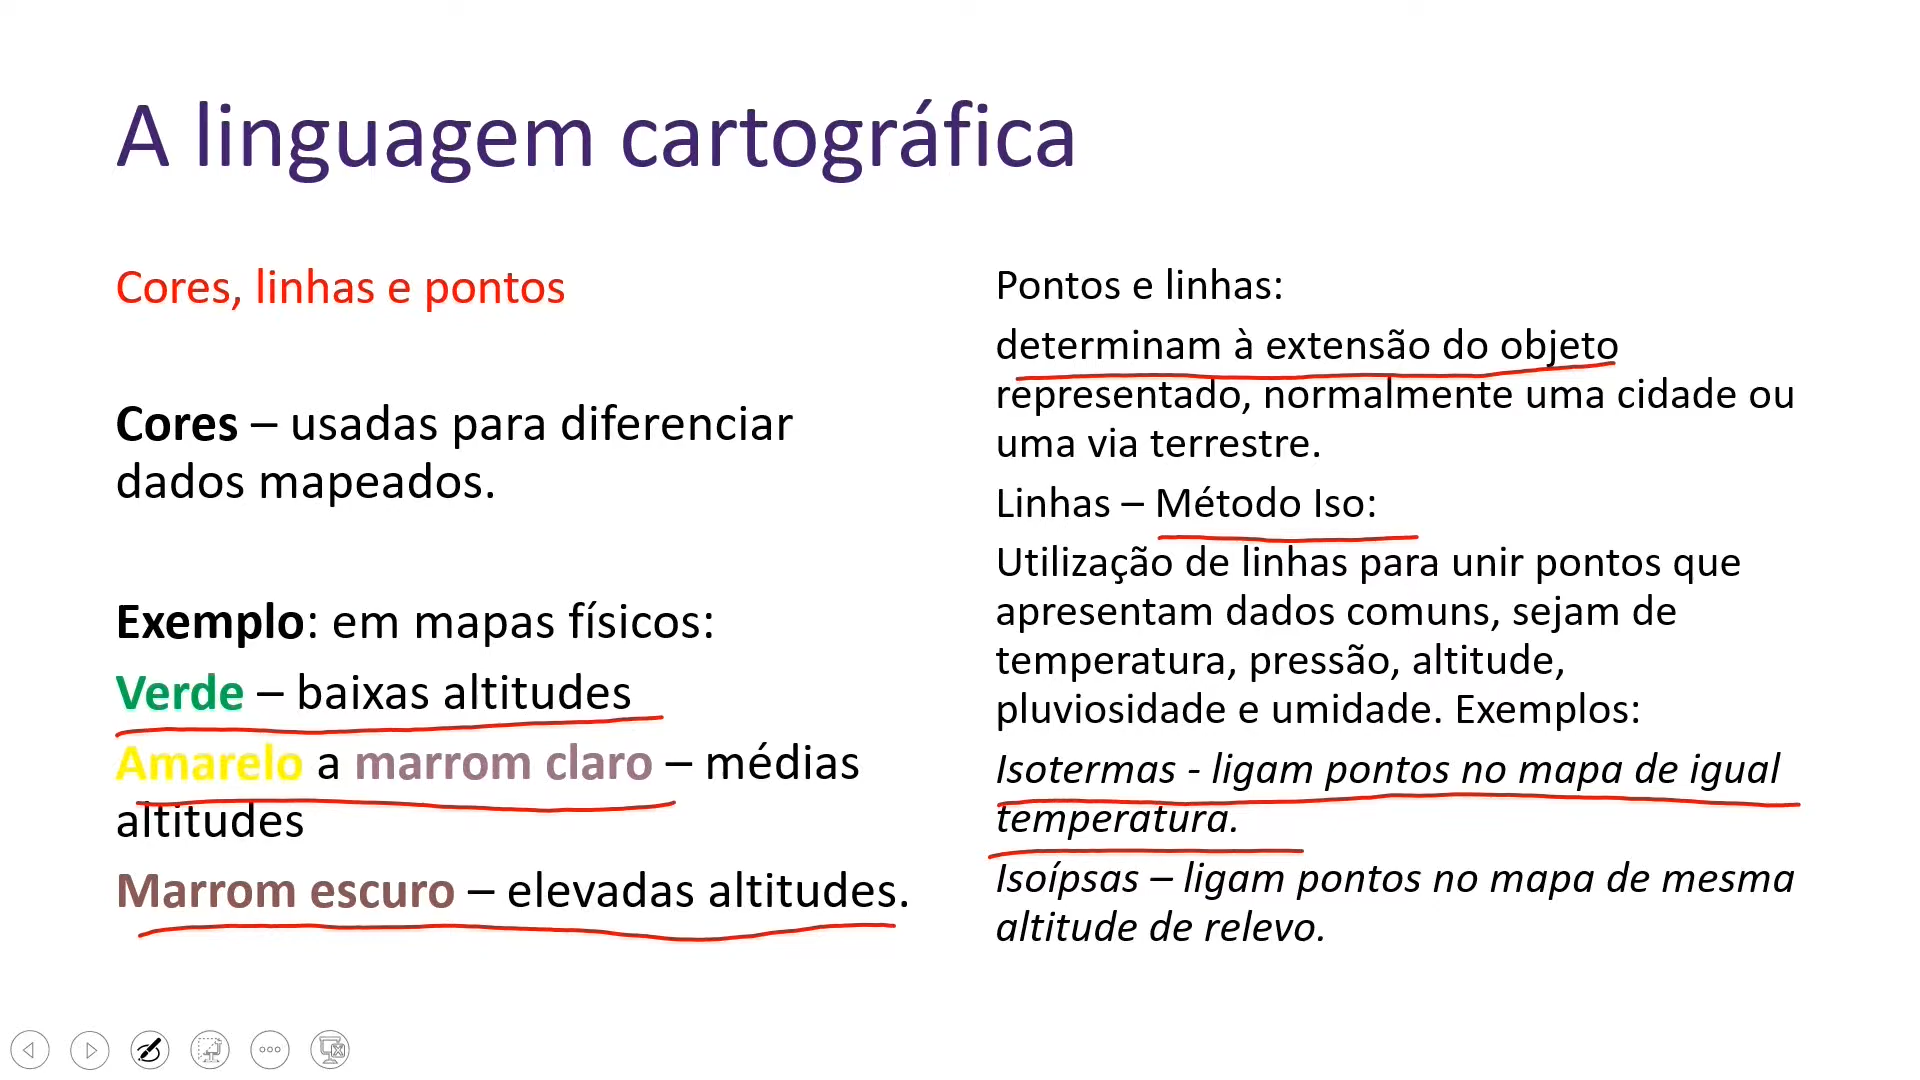 A linguagem cartográfica
Cores, linhas e pontos
Cores – usadas para diferenciar
dados mapeados.
Exemplo: em mapas físicos:
Verde – baixas altitudes
Amarelo a marrom claro – médias
altitudes
Marrom escuro – elevadas altitudes.
Pontos e linhas:
determinam à extensão do objeto
representado, normalmente uma cidade ou
uma via terrestre.
Linhas – Método Iso:
Utilização de linhas para unir pontos que
apresentam dados comuns, sejam de
temperatura, pressão, altitude,
pluviosidade e umidade. Exemplos:
Isotermas - ligam pontos no mapa de igual
temperatura.
Isoípsas – ligam pontos no mapa de mesma
altitude de relevo.